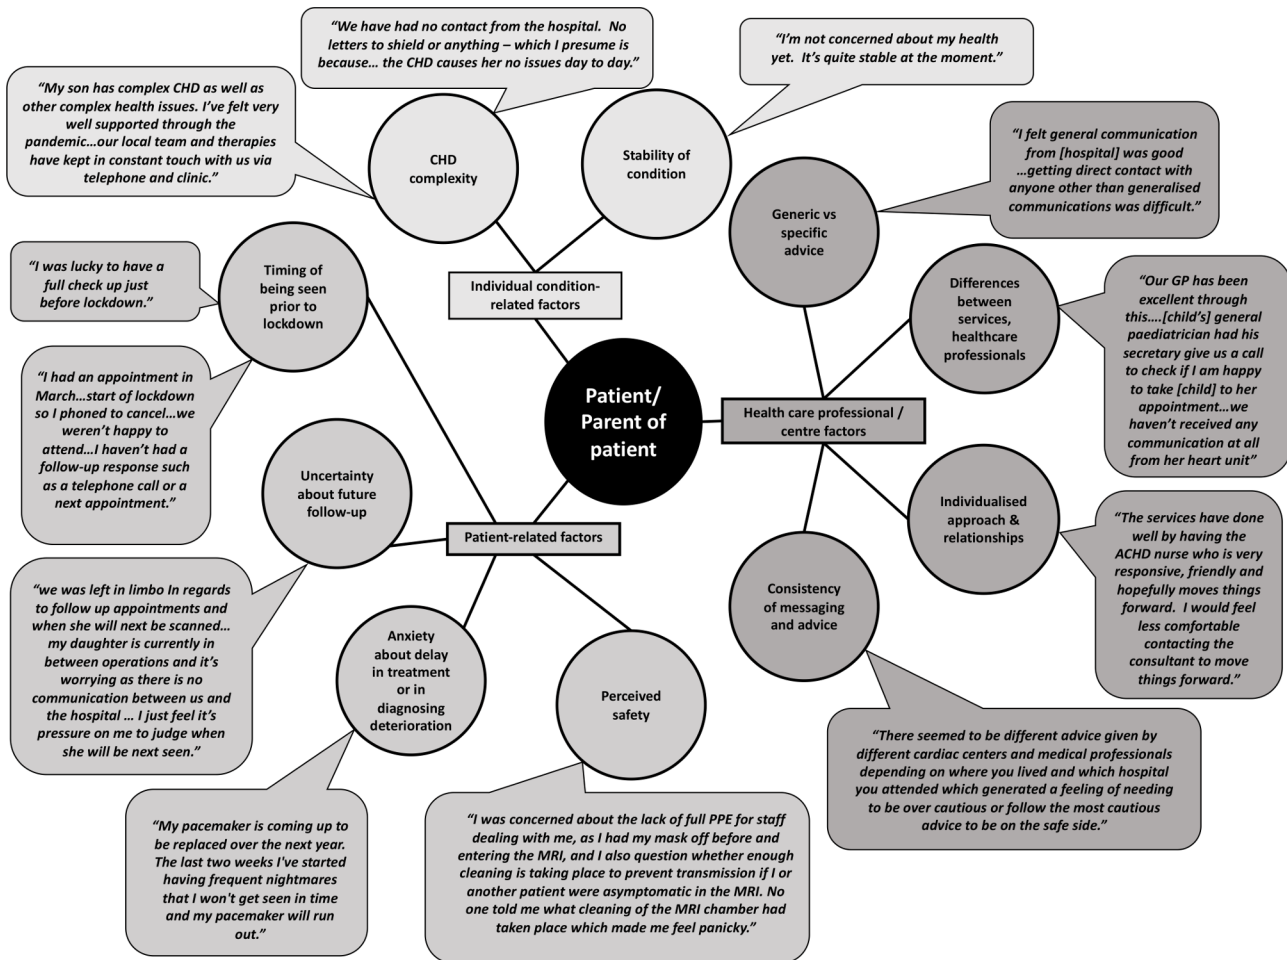 “We have had no contact from the hospital.  No
letters to shield or anything – which I presume is
because… the CHD causes her no issues day to day.”
“I’m not concerned about my health
yet.  It’s quite stable at the moment.”
“My son has complex CHD as well as
other complex health issues. I’ve felt very
well supported through the
pandemic…our local team and therapies
have kept in constant touch with us via
telephone and clinic.”
CHD
complexity
Stability of
condition
“I felt general communication
from [hospital] was good
…getting direct contact with
anyone other than generalised
communications was difficult.”
Generic vs
specific
advice
“I was lucky to have a
full check up just
before lockdown.”
Timing of
being seen
prior to
lockdown
Individual condition-
related factors
Differences
between
services,
healthcare
professionals
“Our GP has been
excellent through
this….[child’s] general
paediatrician had his
secretary give us a call
to check if I am happy
to take [child] to her
appointment…we
haven’t received any
communication at all
from her heart unit”
“I had an appointment in
March…start of lockdown
so I phoned to cancel…we
weren’t happy to
attend…I haven’t had a
follow-up response such
as a telephone call or a
next appointment.”
Patient/
Parent of
patient
Health care professional /
centre factors
Uncertainty
about future
follow-up
Individualised
approach &
relationships
Patient-related factors
“The services have done
well by having the
ACHD nurse who is very
responsive, friendly and
hopefully moves things
forward.  I would feel
less comfortable
contacting the
consultant to move
things forward.”
“we was left in limbo In regards
to follow up appointments and
when she will next be scanned…
my daughter is currently in
between operations and it’s
worrying as there is no
communication between us and
the hospital … I just feel it’s
pressure on me to judge when
she will be next seen.”
Consistency
of messaging
and advice
Anxiety
about delay
in treatment
or in
diagnosing
deterioration
Perceived
safety
“There seemed to be different advice given by
different cardiac centers and medical professionals
depending on where you lived and which hospital
you attended which generated a feeling of needing
to be over cautious or follow the most cautious
advice to be on the safe side.”
“My pacemaker is coming up to
be replaced over the next year.
The last two weeks I've started
having frequent nightmares
that I won't get seen in time
and my pacemaker will run
out.”
“I was concerned about the lack of full PPE for staff
dealing with me, as I had my mask off before and
entering the MRI, and I also question whether enough
cleaning is taking place to prevent transmission if I or
another patient were asymptomatic in the MRI. No
one told me what cleaning of the MRI chamber had
taken place which made me feel panicky.”